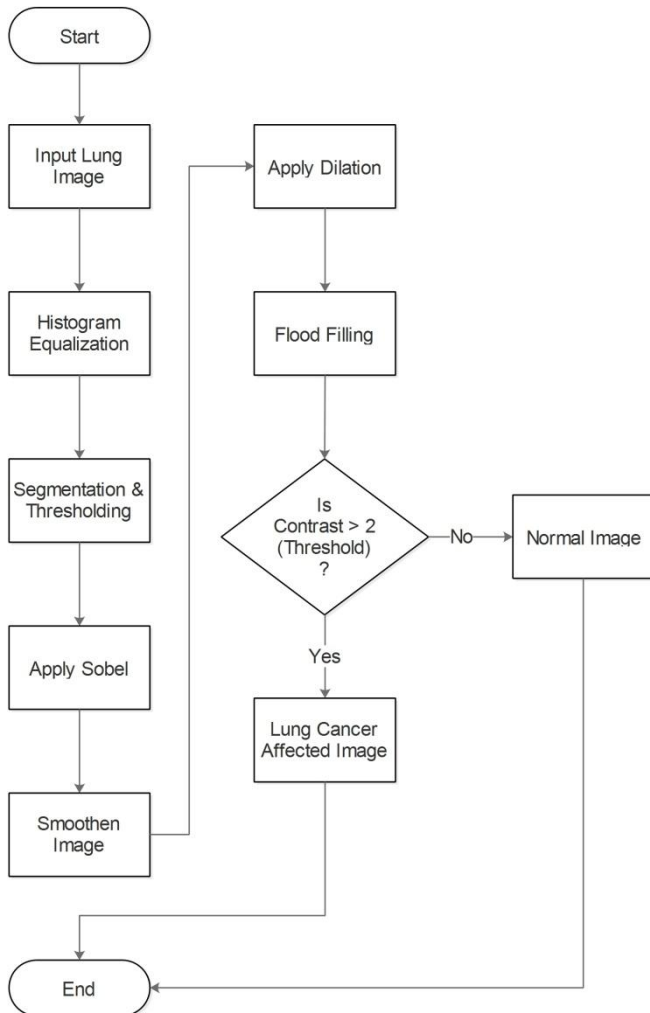 Start
Input Lung
Image
Histogram
Equalization
Segmentation &
Thresholding
Apply Sobel
Smoothen
Image
Apply Dilation
Flood Filling
Is
Contrast > 2
(Threshold)
?
No
Normal Image
Yes
Lung Cancer
Affected Image
End